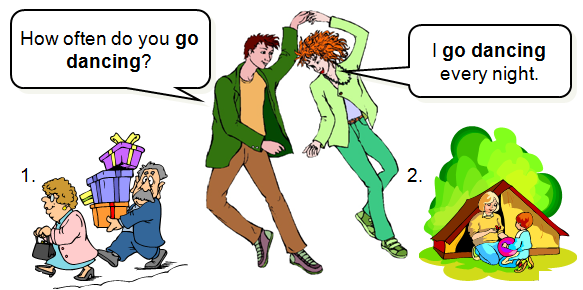 How often do you go
dancing?
I go dancing
every night.
1.
2.